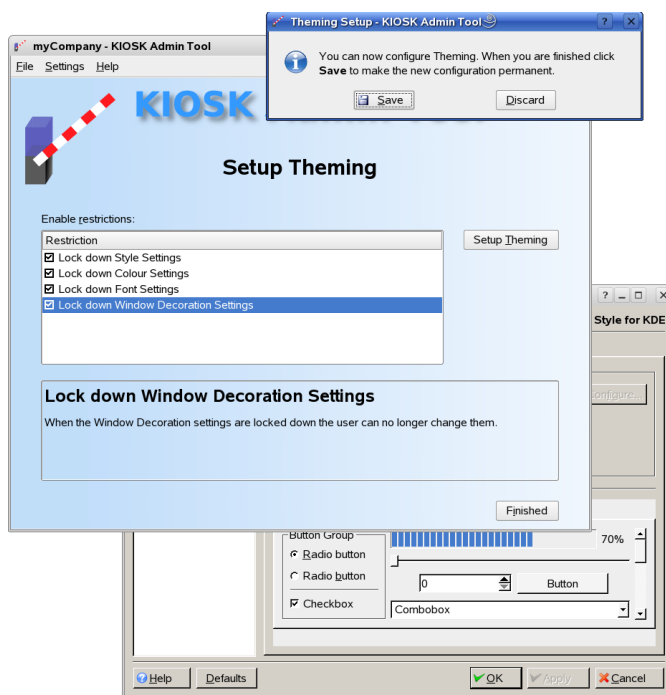 Theming Setup - KIOSK Admin Tool
You can now configure Theming. When you are finished click
Save to make the new configuration permanent.
Save
Discard
myCompany - KIOSK Admin Tool
File Settings Help
KIOSK
Setup Theming
Enable restrictions:
Restriction
Setup Theming
Lock down Style Settings
Lock down Colour Settings
Lock down Font Settings
Lock down Window Decoration Settings
Lock down Window Decoration Settings
When the Window Decoration settings are locked down the user can no longer change them.
Finished
Style for KDE
Button Group
70%
Radio button
Radio button
0
Button
Checkbox
Combobox
Help
Defaults
OK
Apply
Cancel